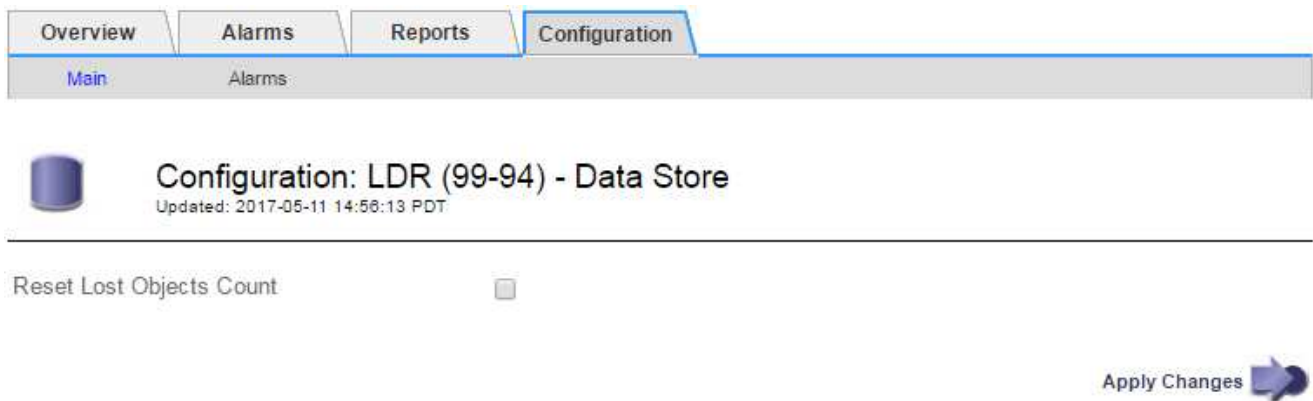 Overview Alarms Reports Configuration
Main Alarms
Configuration: LDR (99-94) - Data Store
Updated: 2017-05-11 14:56:13 PDT
Reset Lost Objects Count
Apply Changes